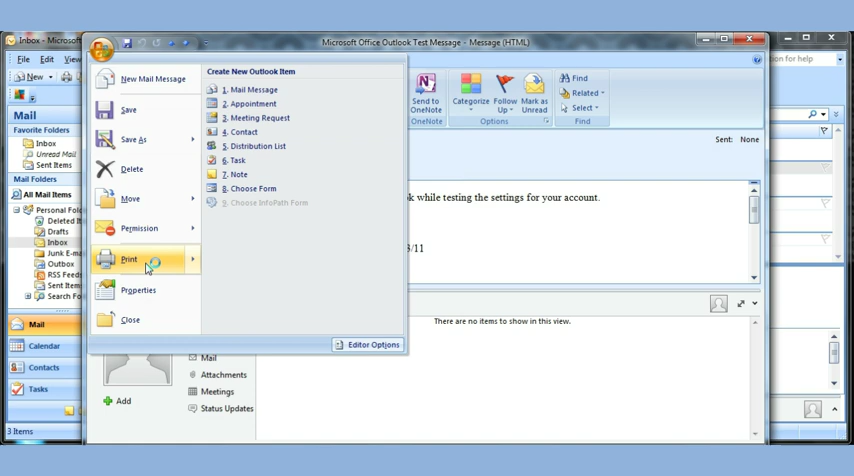 Inbox - Microsoft
Microsoft Office Outlook Test Message - Message (HTML)
File Edit View
New
Mail
Favorite Folders
Inbox
Unread Mail
Sent Items
Mail Folders
All Mail Items
Personal Fold
Deleted It
Drafts
Inbox
Junk E-ma
Outbox
RSS Feeds
Sent Items
Search Fo
Mail
Calendar
Contacts
Tasks
3 Items
New Mail Message
Save
Save As
Delete
Move
Permission
Print
Properties
Close
Create New Outlook Item
1. Mail Message
2. Appointment
3. Meeting Request
4. Contact
5. Distribution List
6. Task
7. Note
8. Choose Form
9. Choose InfoPath Form
Editor Options
Send to
OneNote
OneNote
Categorize
Follow
Up
Mark as
Unread
Options
Find
Related
Select
Find
ion for help
Sent: None
ok while testing the settings for your account.
3/11
There are no items to show in this view.
Mail
Attachments
Meetings
Status Updates
Add